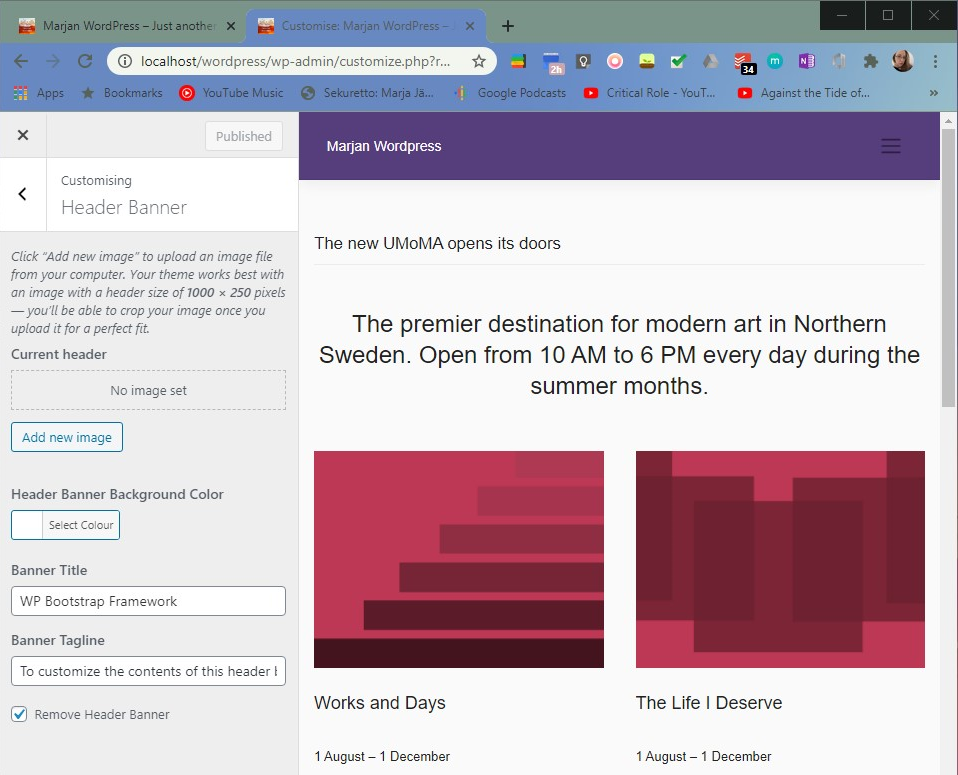 Marjan WordPress – Just another
Customise: Marjan WordPress – J
localhost/wordpress/wp-admin/customize.php?r...
2h
34
Apps
Bookmarks
YouTube Music
Sekuretto: Marja Jä...
Google Podcasts
Critical Role - YouT...
Against the Tide of...
»
Published
Customising
Header Banner
Click “Add new image” to upload an image file
from your computer. Your theme works best with
an image with a header size of 1000 × 250 pixels
— you’ll be able to crop your image once you
upload it for a perfect fit.
Current header
No image set
Add new image
Header Banner Background Color
Select Colour
Banner Title
WP Bootstrap Framework
Banner Tagline
To customize the contents of this header b
Remove Header Banner
Marjan Wordpress
The new UMoMA opens its doors
The premier destination for modern art in Northern
Sweden. Open from 10 AM to 6 PM every day during the
summer months.
Works and Days
The Life I Deserve
1 August – 1 December
1 August – 1 December